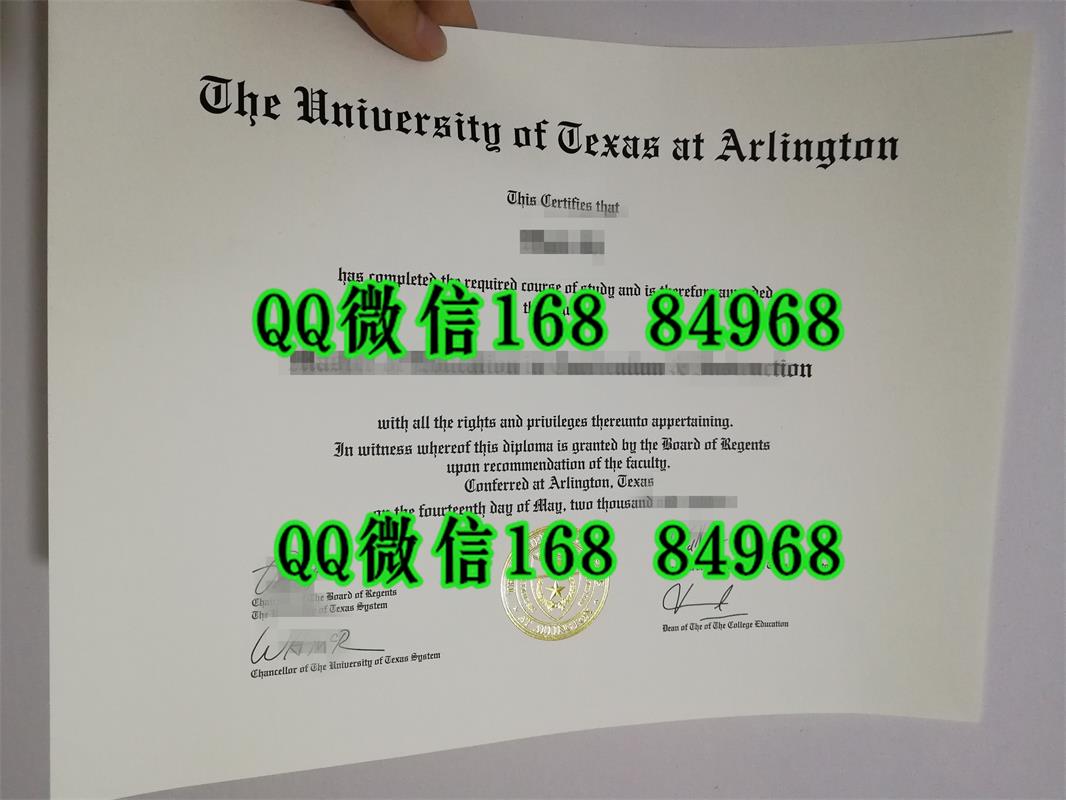 The University of Texas at Arlington
This Certifies that
has completed the required course of study and is therefore awarded
QQ微信168 84968
with all the rights and privileges thereunto appertaining.
In witness whereof this diploma is granted by the Board of Regents
upon recommendation of the faculty.
Conferred at Arlington, Texas
on the fourteenth day of May, two thousand
QQ微信168 84968
of The Board of Regents
The of Texas System
Chancellor of The University of Texas System
Dean of The of The College Education